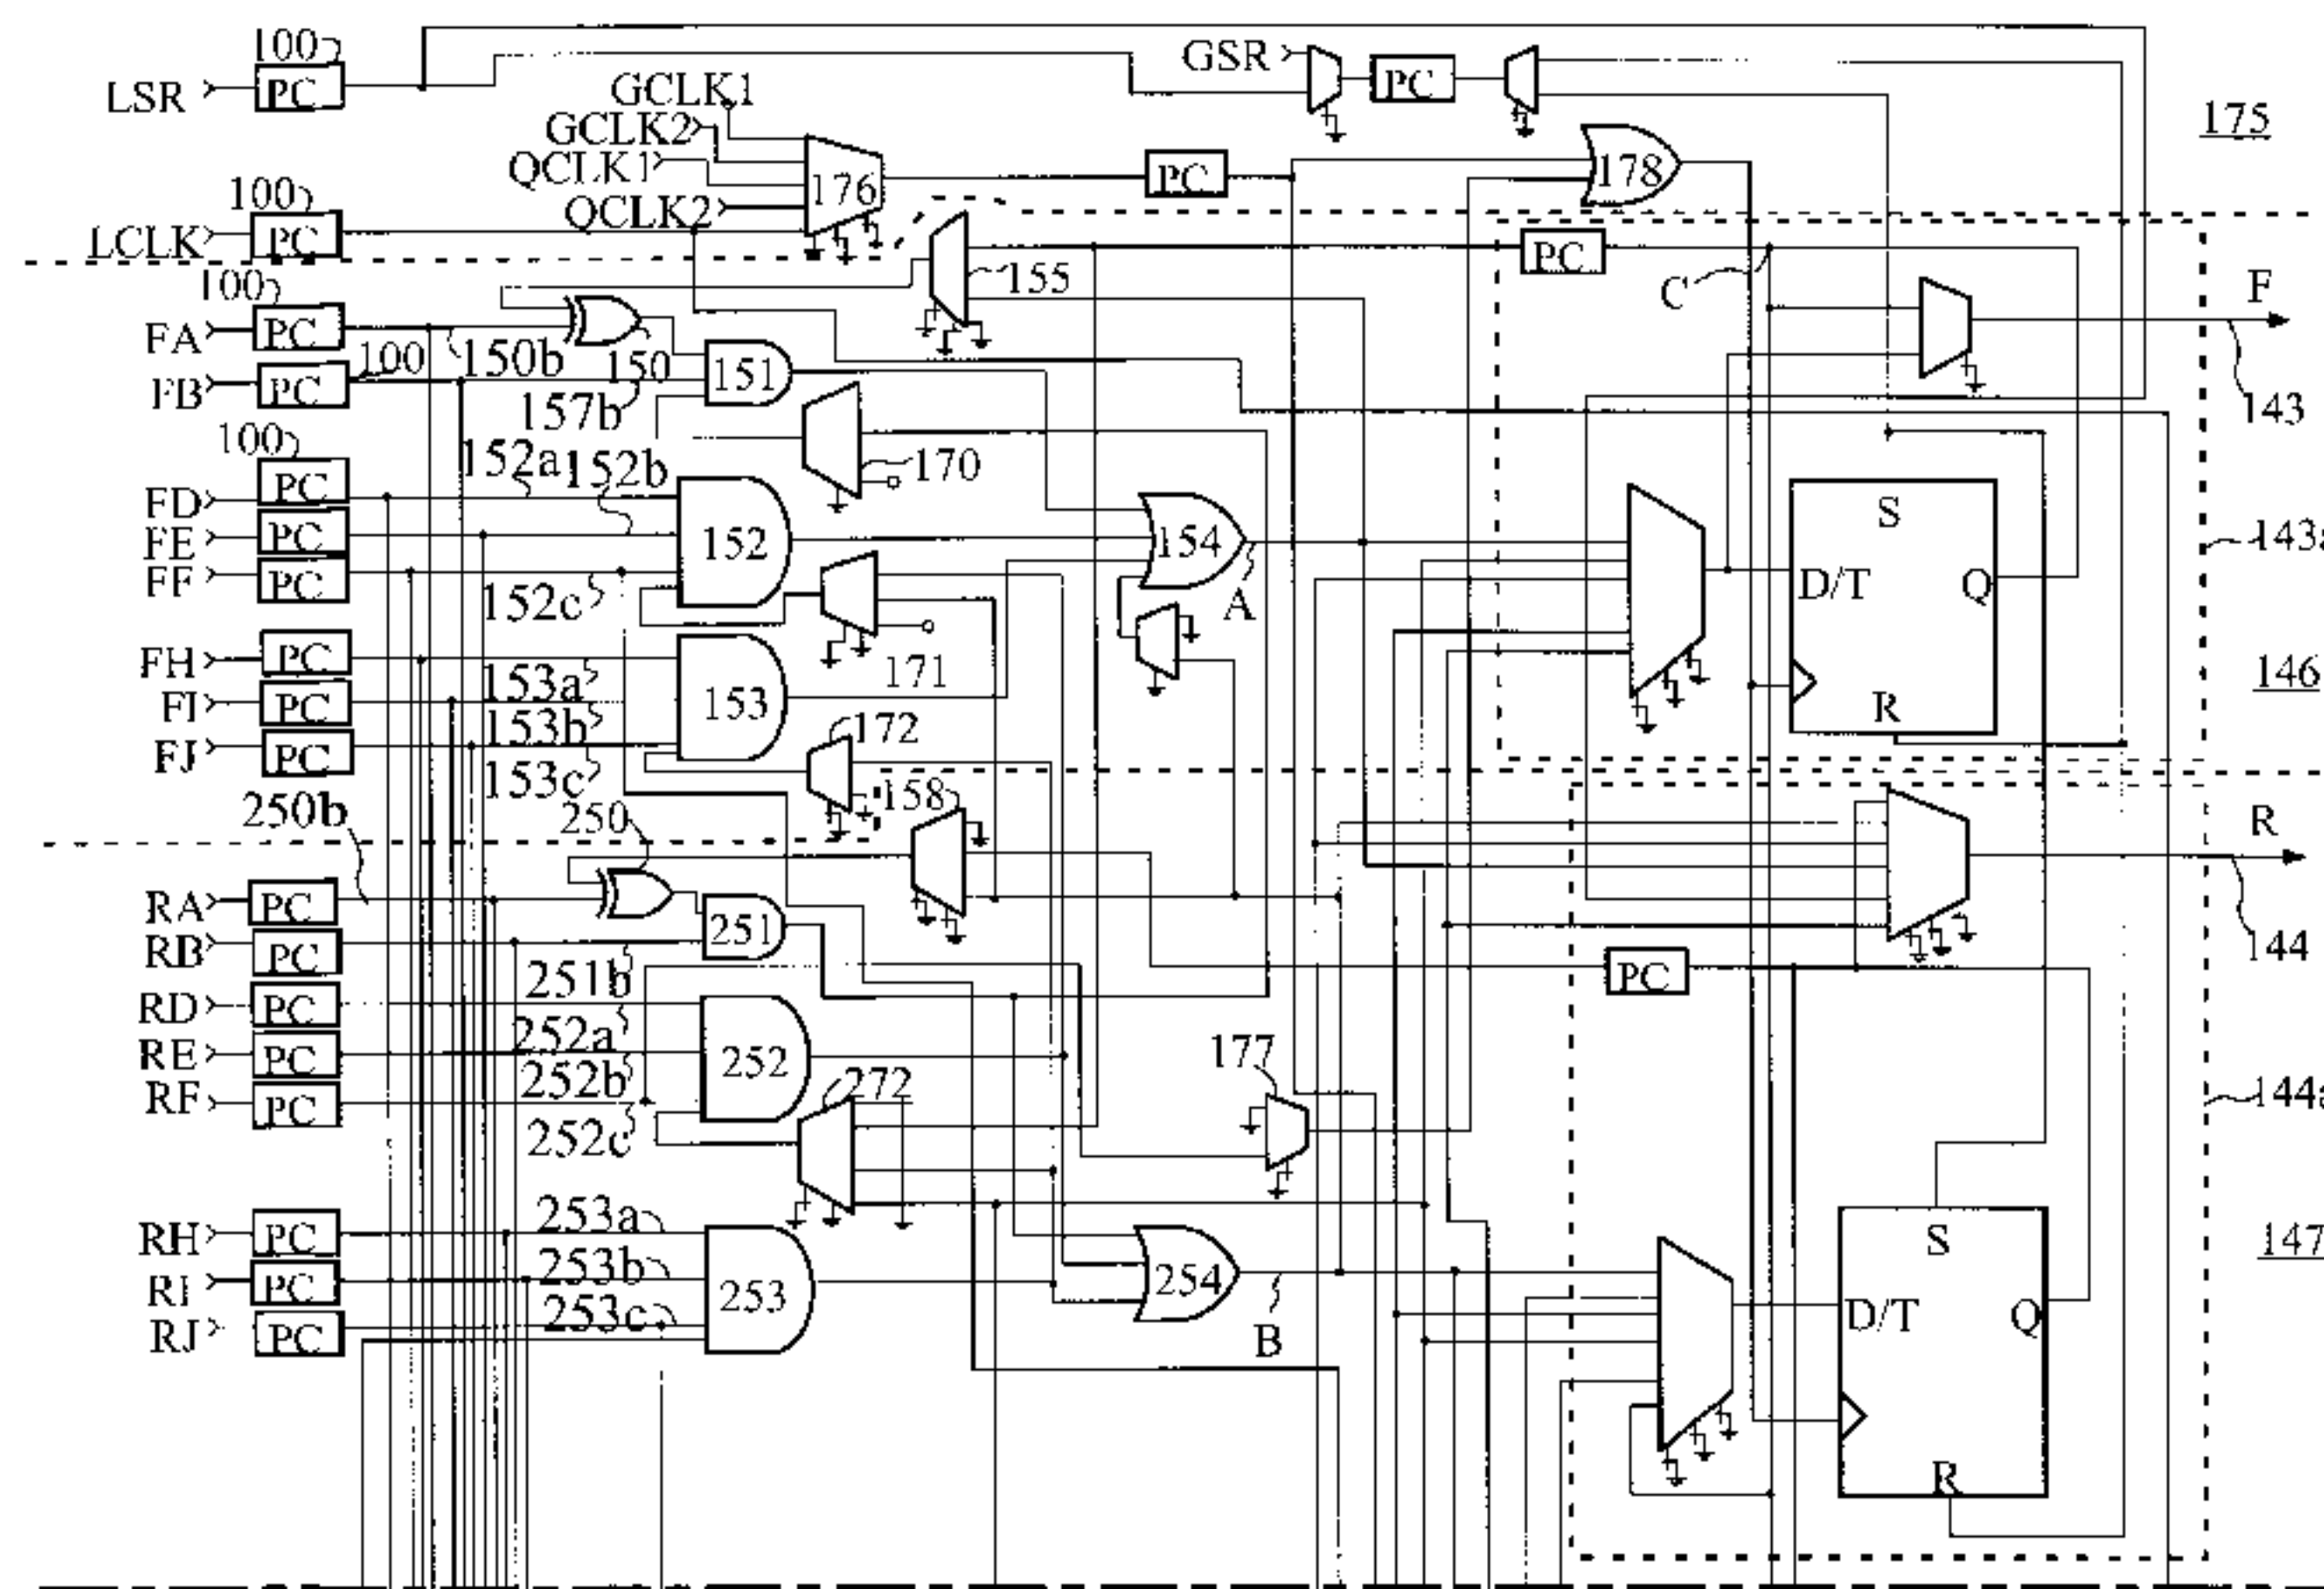 100
LSR PC
GSR PC
GCLK1
GCLK2
QCLK1
QCLK2
176
PC
178
175
100
LCLK PC
155
PC
C
F
100
FA PC
150b
150
100
FB PC
151
157b
143
170
100
152a 152b
FD PC
FE PC
FF PC
152
152c
154
A
S
D/T
Q
R
143a
146
171
FH PC
FI PC
FJ PC
153a
153b
153c
153
172
158
250b
250
R
RA PC
RB PC
251
251b
PC
144
RD PC
RE PC
RF PC
252a
252b
252c
252
272
177
144a
RH PC
RI PC
RJ PC
253a
253b
253c
253
254
B
S
D/T
Q
R
147